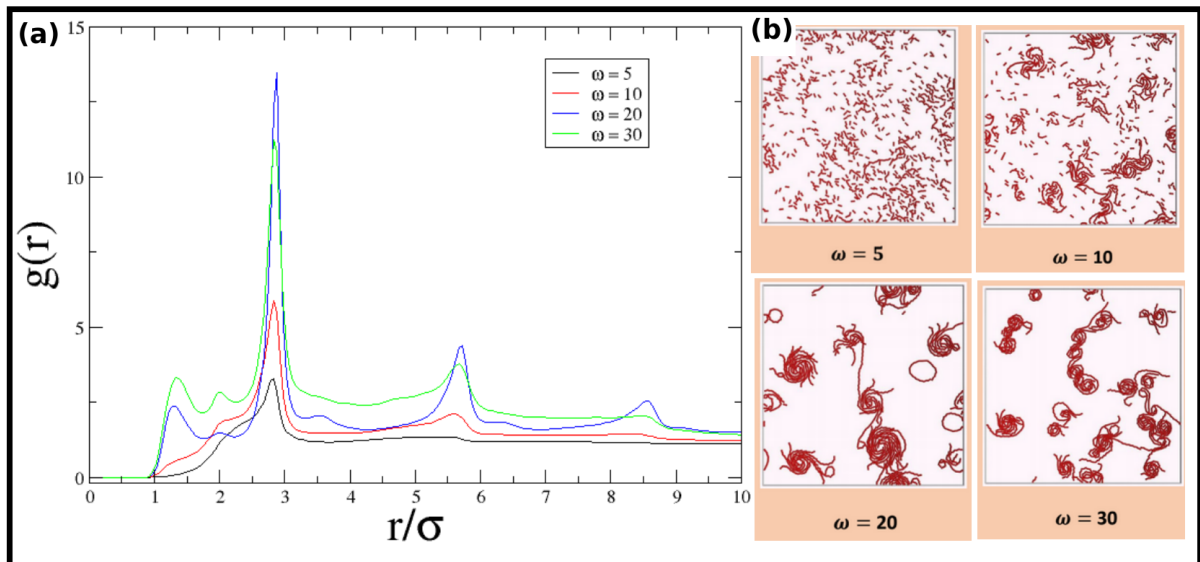 (a)
15
10
5
0
g(r)
0 1 2 3 4 5 6 7 8 9 10
r/σ
ω = 5
ω = 10
ω = 20
ω = 30
(b)
ω = 5
ω = 10
ω = 20
ω = 30